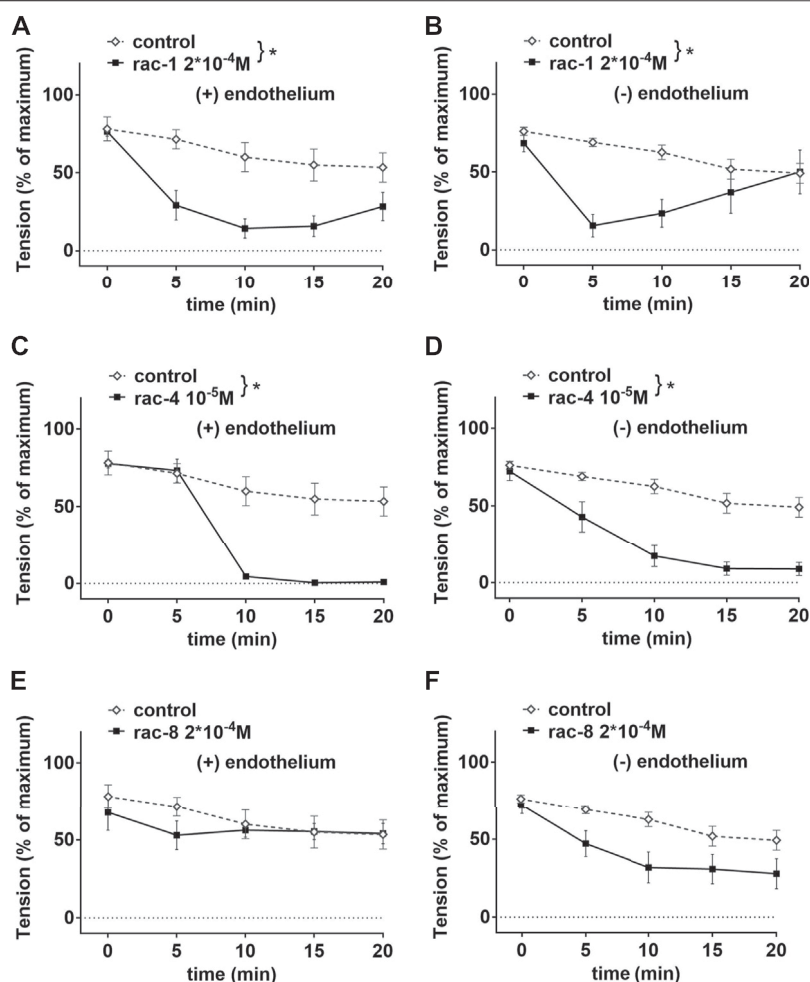 A
control
rac-1 2*10-4M
} *
(+) endothelium
Tension (% of maximum)
100
50
0
0 5 10 15 20
time (min)
B
control
rac-1 2*10-4M
} *
(-) endothelium
Tension (% of maximum)
100
50
0
0 5 10 15 20
time (min)
C
control
rac-4 10-5M
} *
(+) endothelium
Tension (% of maximum)
100
50
0
0 5 10 15 20
time (min)
D
control
rac-4 10-5M
} *
(-) endothelium
Tension (% of maximum)
100
50
0
0 5 10 15 20
time (min)
E
control
rac-8 2*10-4M
(+) endothelium
Tension (% of maximum)
100
50
0
0 5 10 15 20
time (min)
F
control
rac-8 2*10-4M
(-) endothelium
Tension (% of maximum)
100
50
0
0 5 10 15 20
time (min)